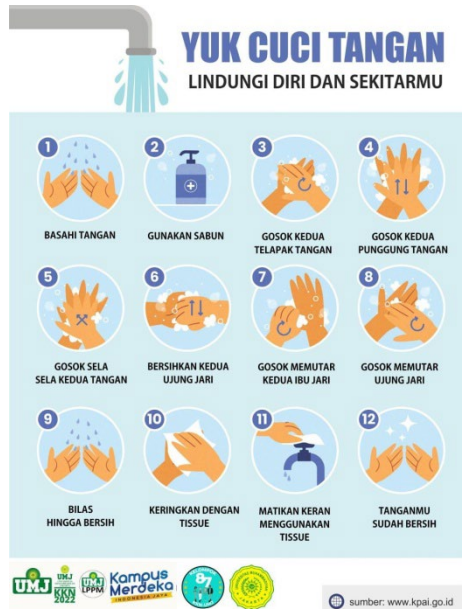 YUK CUCI TANGAN
LINDUNGI DIRI DAN SEKITARMU
1
BASAHI TANGAN
2
GUNAKAN SABUN
3
GOSOK KEDUA
TELAPAK TANGAN
4
GOSOK KEDUA
PUNGGUNG TANGAN
5
GOSOK SELA
SELA KEDUA TANGAN
6
BERSIHKAN KEDUA
UJUNG JARI
7
GOSOK MEMUTAR
KEDUA IBU JARI
8
GOSOK MEMUTAR
UJUNG JARI
9
BILAS
HINGGA BERSIH
10
KERINGKAN DENGAN
TISSUE
11
MATIKAN KERAN
MENGGUNAKAN
TISSUE
12
TANGANMU
SUDAH BERSIH
UMJ
UMJ
KKN
2022
UMJ
LPPM
Kampus
Merdeka
INDONESIA JAYA
87
sumber: www.kpai.go.id